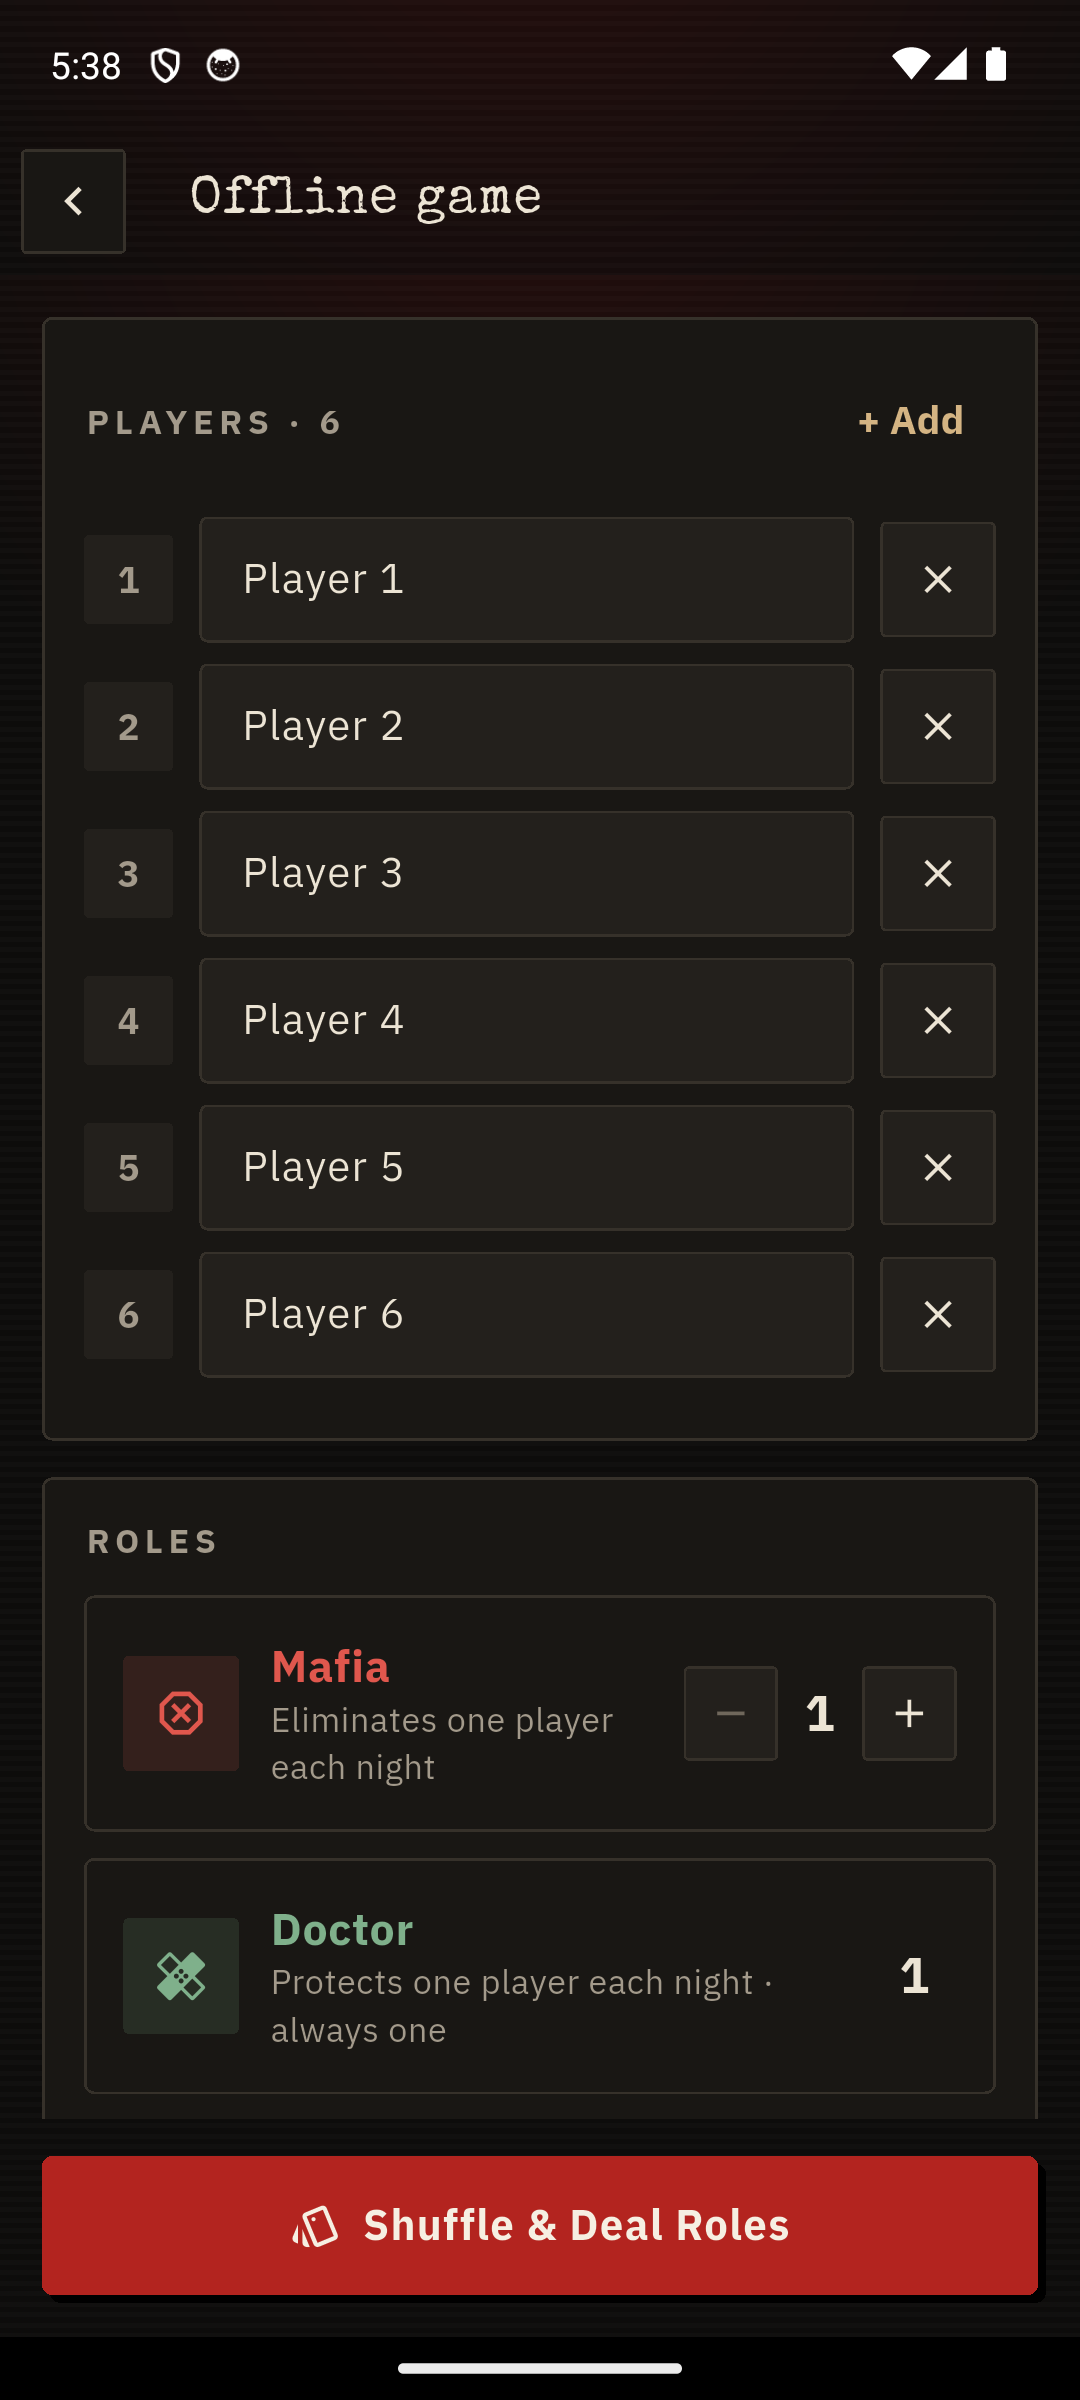 5:38
Offline game
PLAYERS · 6
+ Add
1
Player 1
2
Player 2
3
Player 3
4
Player 4
5
Player 5
6
Player 6
ROLES
Mafia
Eliminates one player
each night
1
Doctor
Protects one player each night ·
always one
1
Shuffle & Deal Roles